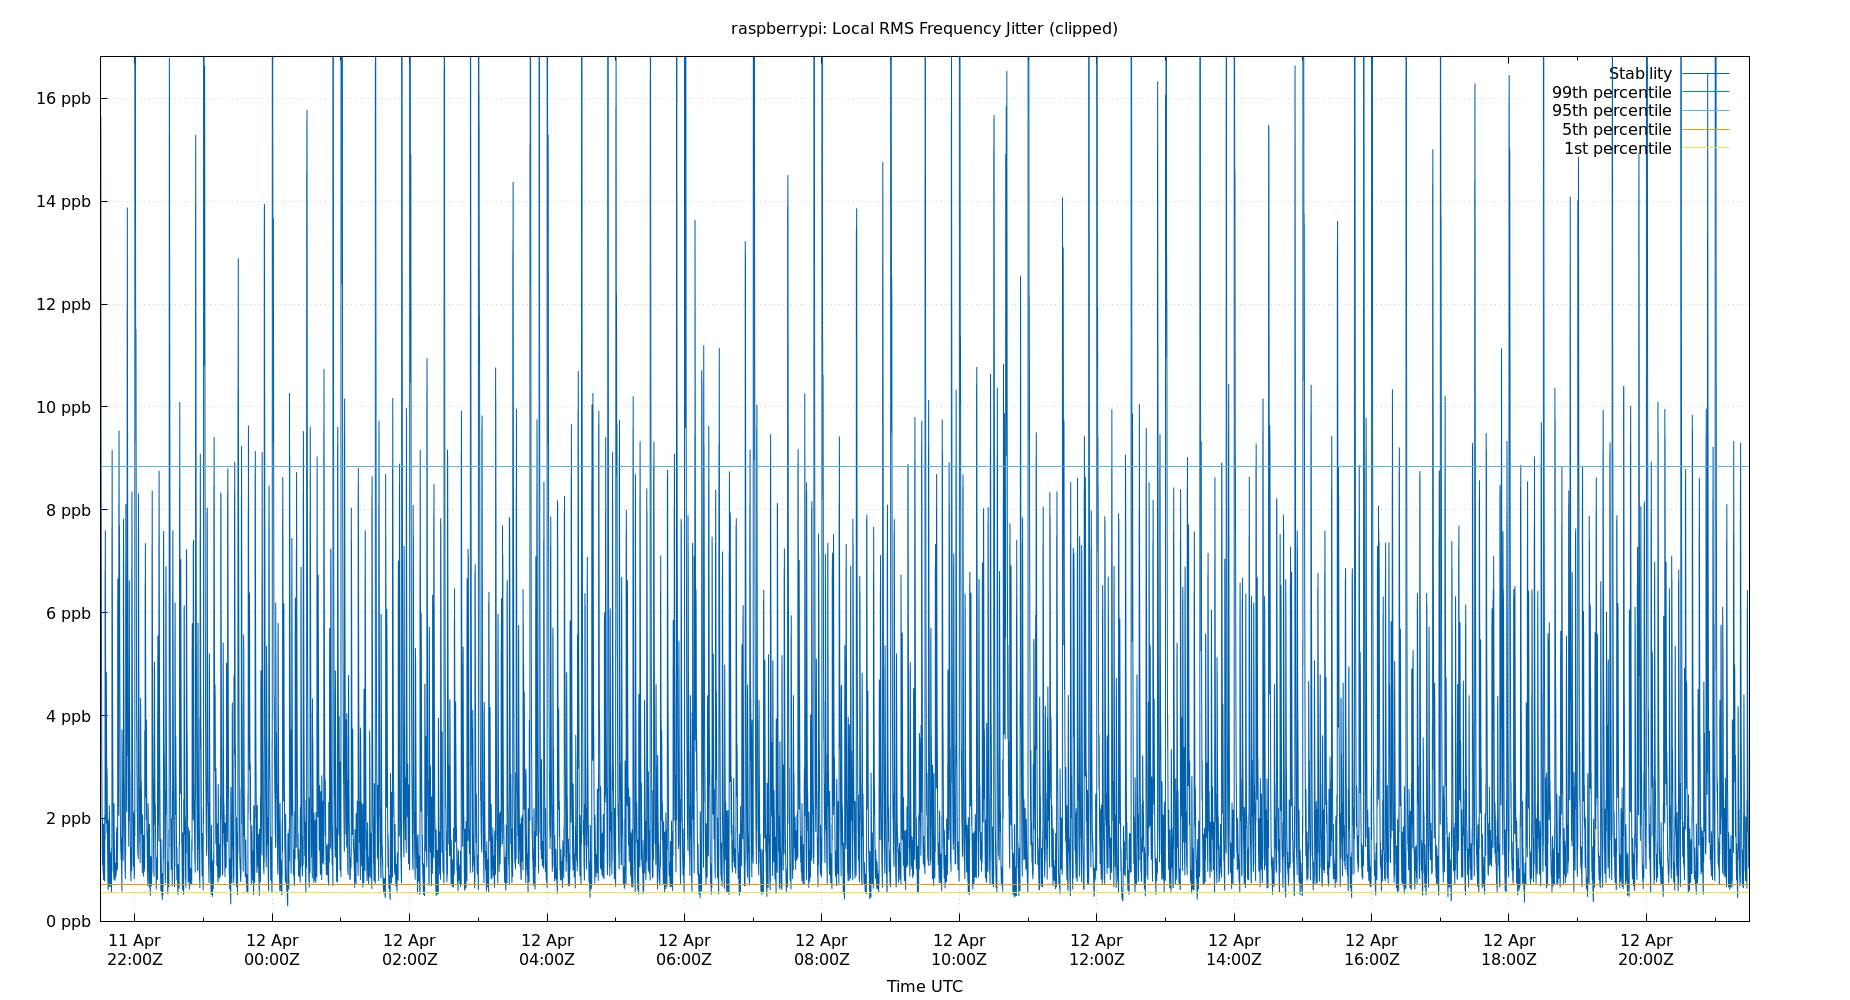 raspberrypi: Local RMS Frequency Jitter (clipped)
Stability
99th percentile
95th percentile
5th percentile
1st percentile
16 ppb
14 ppb
12 ppb
10 ppb
8 ppb
6 ppb
4 ppb
2 ppb
0 ppb
11 Apr 12 Apr 12 Apr 12 Apr 12 Apr 12 Apr 12 Apr 12 Apr 12 Apr 12 Apr 12 Apr 12 Apr
22:00Z 00:00Z 02:00Z 04:00Z 06:00Z 08:00Z 10:00Z 12:00Z 14:00Z 16:00Z 18:00Z 20:00Z
Time UTC